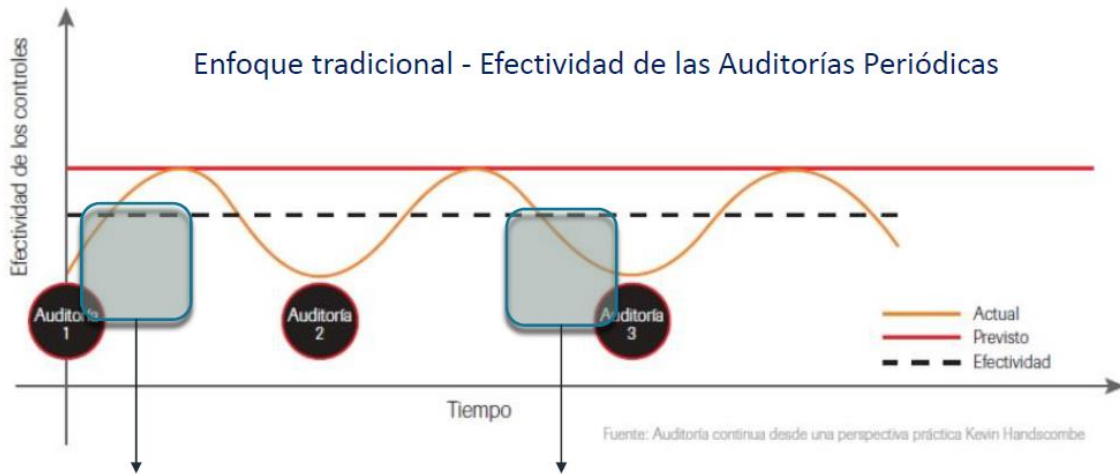 Enfoque tradicional - Efectividad de las Auditorías Periódicas
Efectividad de los controles
Auditoría
1
Auditoría
2
Auditoría
3
Actual
Previsto
Efectividad
Tiempo
Fuente: Auditoría continua desde una perspectiva práctica Kevin Handscombe